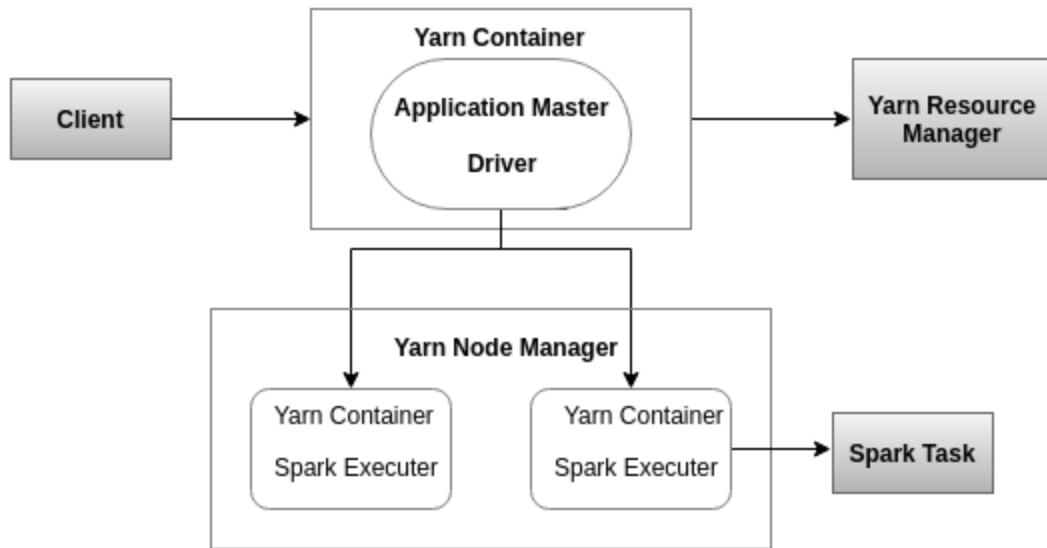 Yarn Container
Client
Application Master
Driver
Yarn Resource
Manager
Yarn Node Manager
Yarn Container
Spark Executer
Yarn Container
Spark Executer
Spark Task